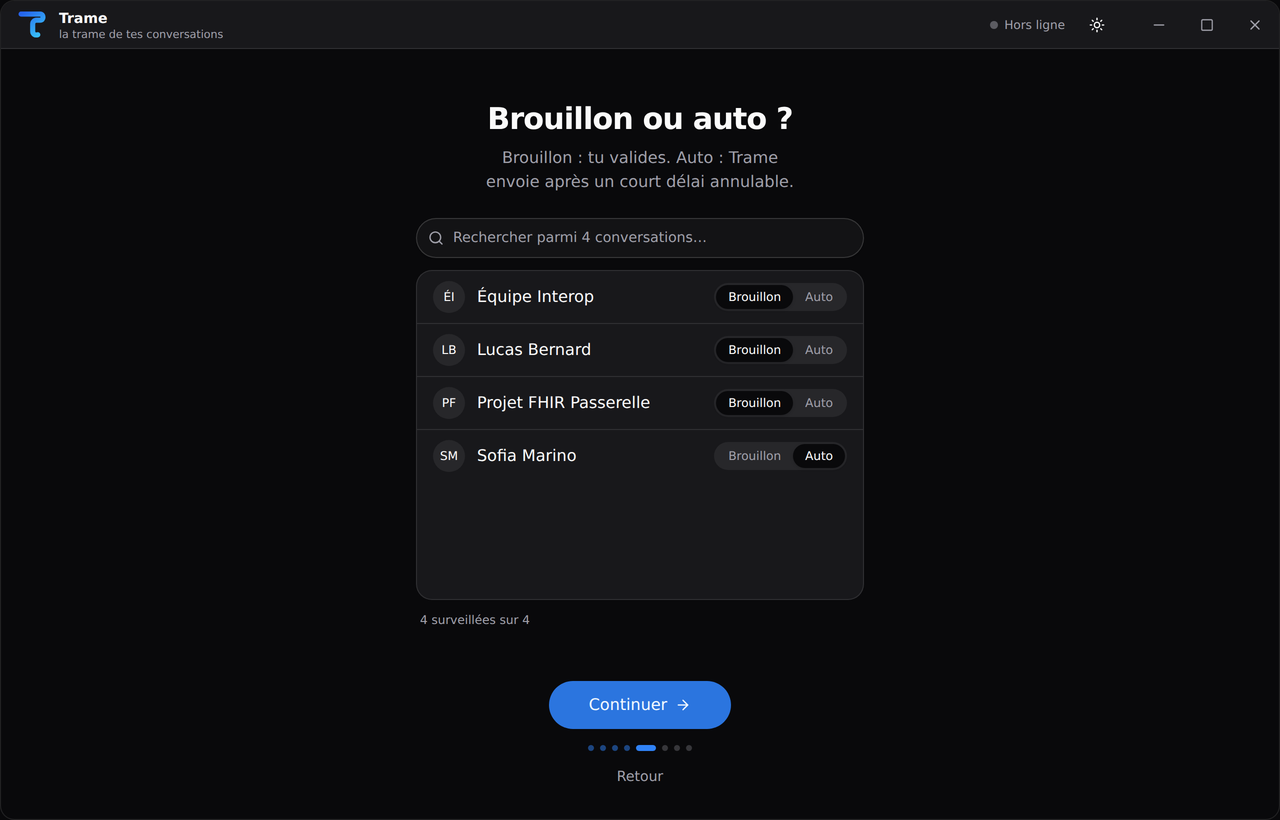 Trame
la trame de tes conversations
Hors ligne
Brouillon ou auto ?
Brouillon : tu valides. Auto : Trame
envoie après un court délai annulable.
Rechercher parmi 4 conversations...
ÉI Équipe Interop Brouillon Auto
LB Lucas Bernard Brouillon Auto
PF Projet FHIR Passerelle Brouillon Auto
SM Sofia Marino Brouillon Auto
4 surveillées sur 4
Continuer →
Retour